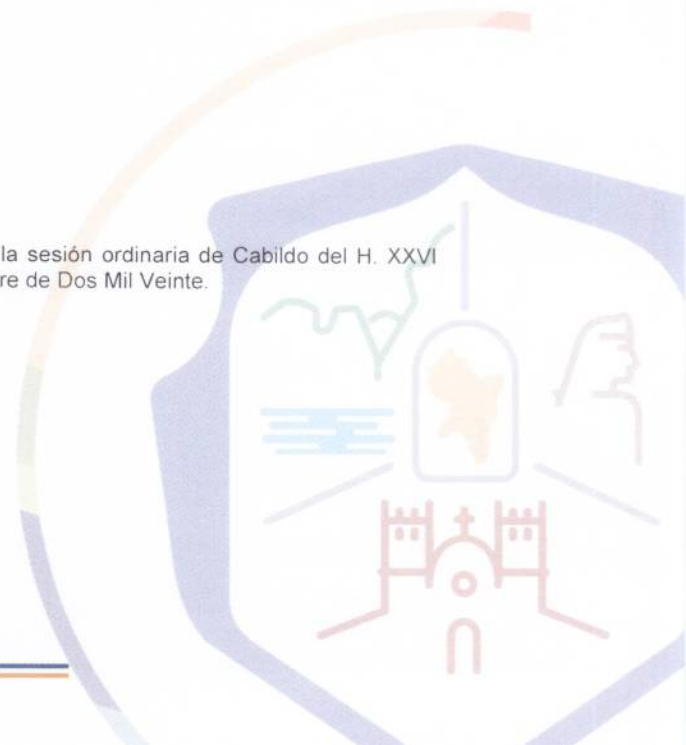 la sesión ordinaria de Cabildo del H. XXVI
re de Dos Mil Veinte.